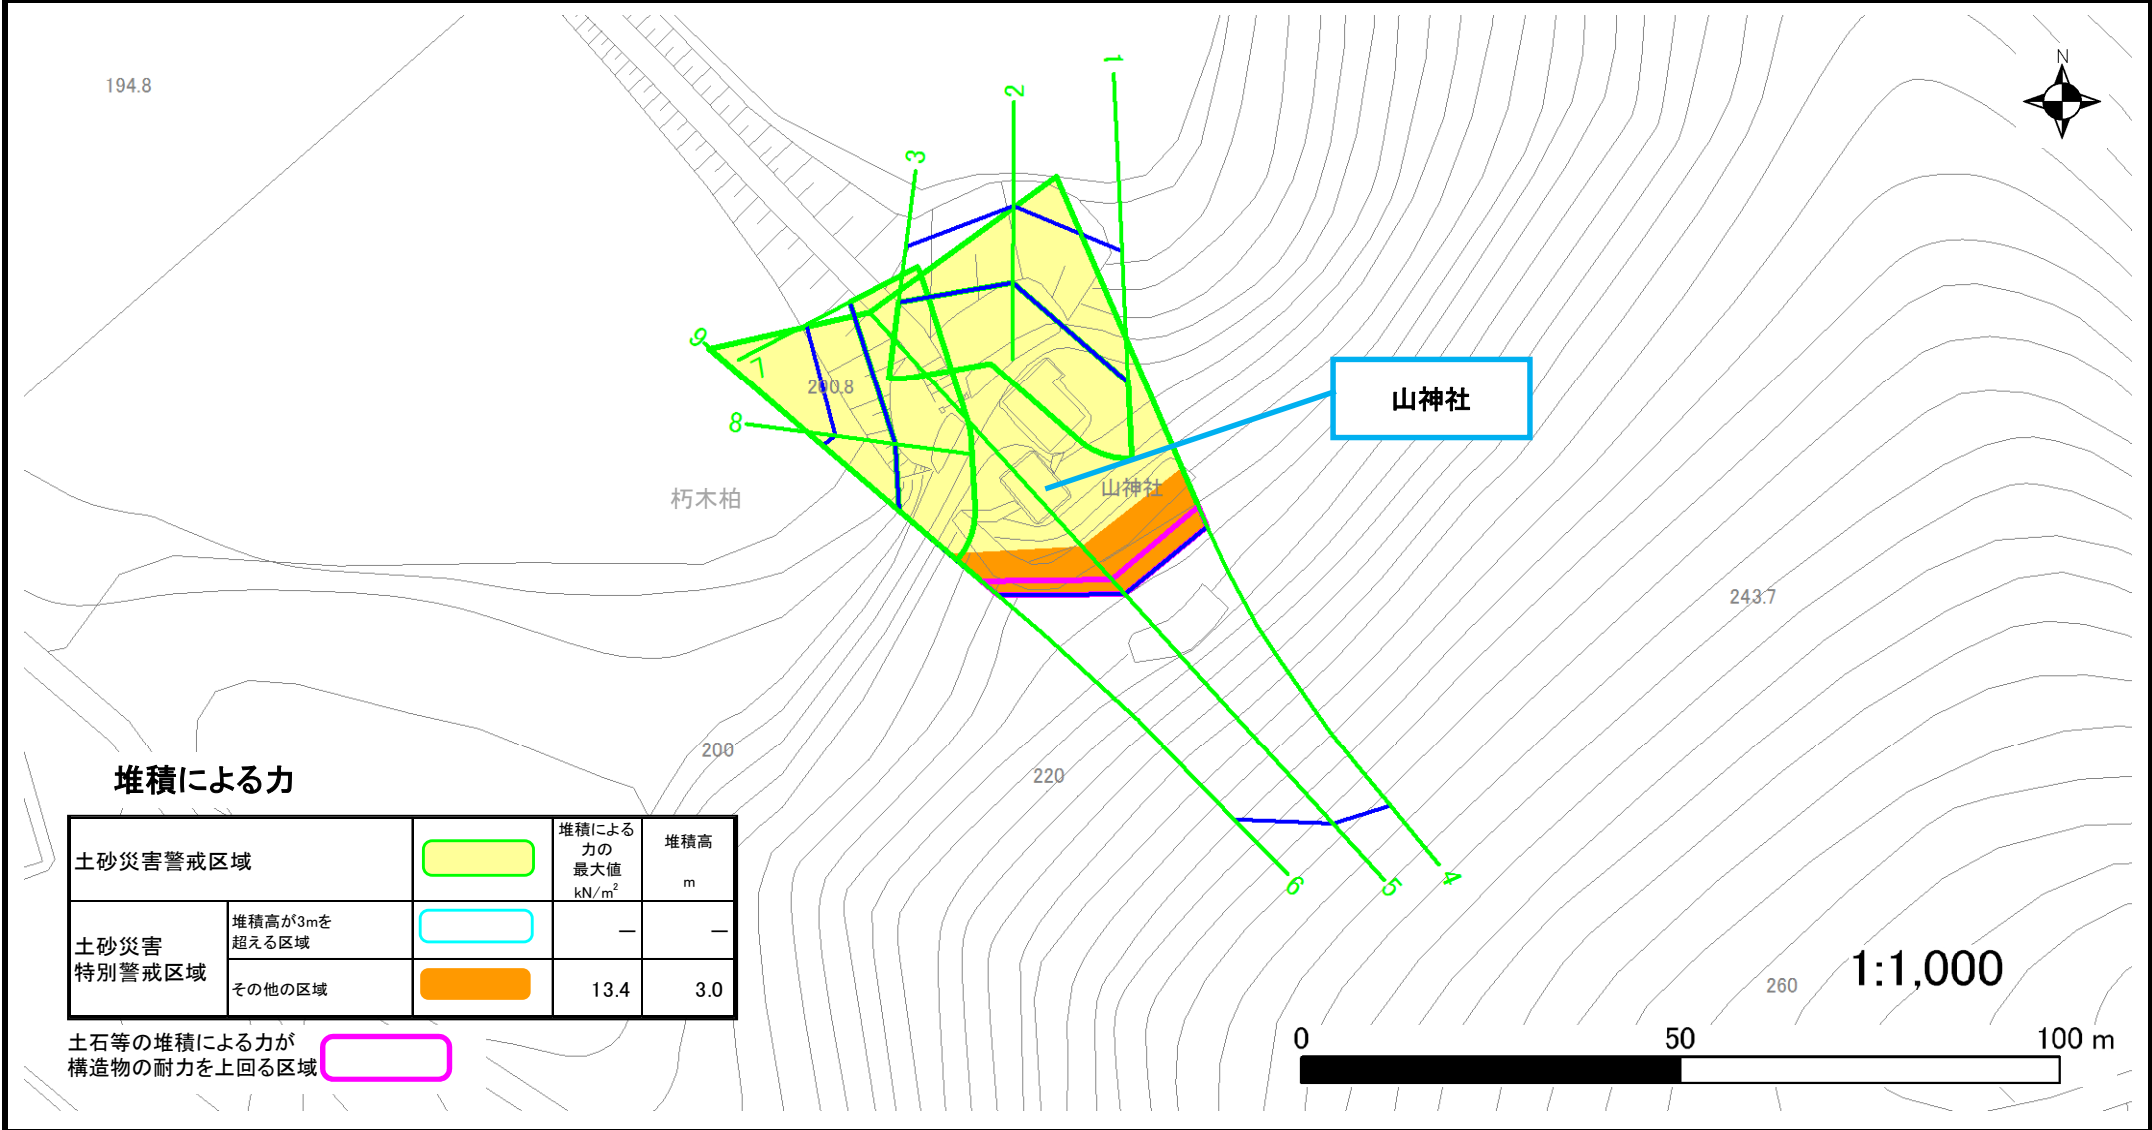 194.8
1
2
3
N
9
7
200.8
8
山神社
山神社
朽木柏
243.7
200
220
6
5
4
260
堆積による力
土砂災害警戒区域
堆積による
力の
最大値
kN/m²
堆積高
m
土砂災害
特別警戒区域
堆積高が3mを
超える区域
―
―
その他の区域
13.4
3.0
土石等の堆積による力が
構造物の耐力を上回る区域
1:1,000
0
50
100 m